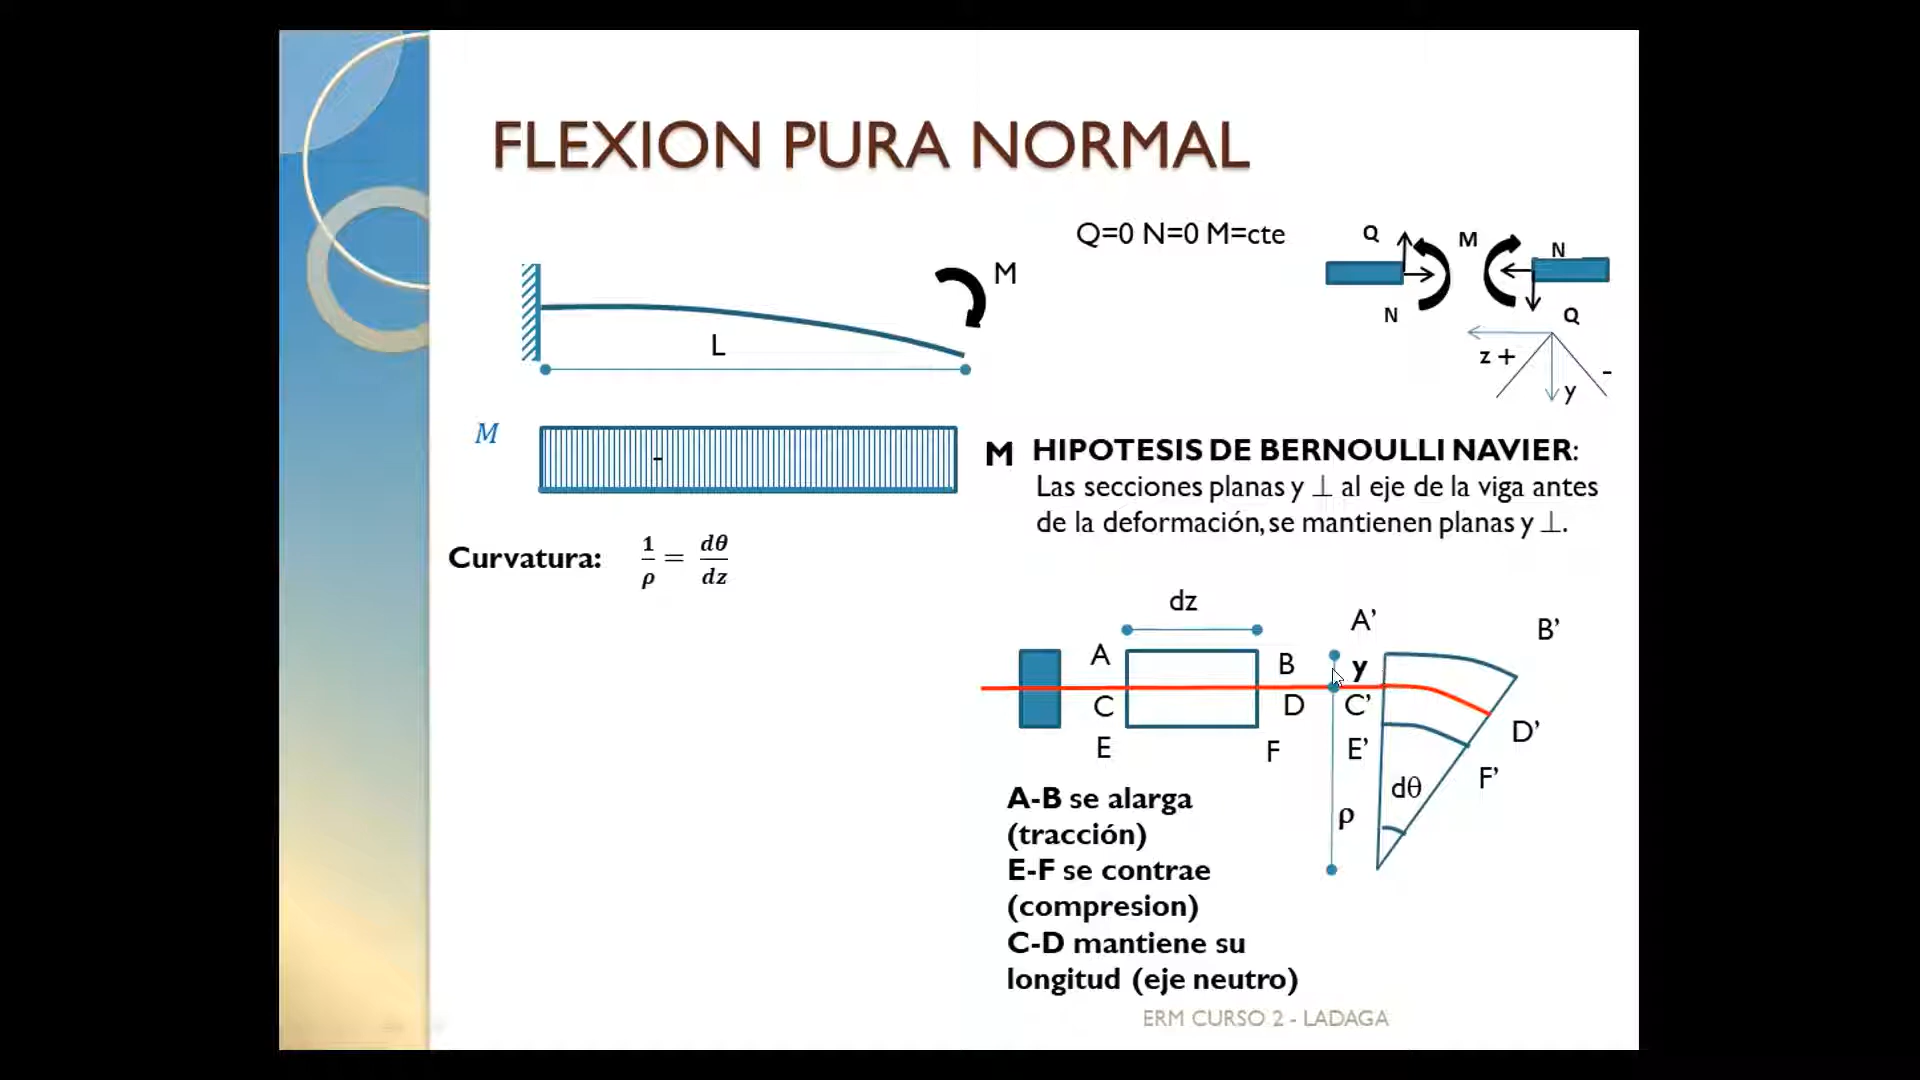 FLEXION PURA NORMAL
Q=0 N=0 M=cte
Q
M
N
N
Q
z +
-
y
M
L
M
-
M
HIPOTESIS DE BERNOULLI NAVIER:
Las secciones planas y ⊥ al eje de la viga antes
de la deformación, se mantienen planas y ⊥.
Curvatura: 1/ρ = dθ/dz
dz
A
B
C
D
E
F
A'
B'
y
C'
D'
E'
F'
dθ
ρ
A-B se alarga
(tracción)
E-F se contrae
(compresion)
C-D mantiene su
longitud (eje neutro)
ERM CURSO 2 - LADAGA